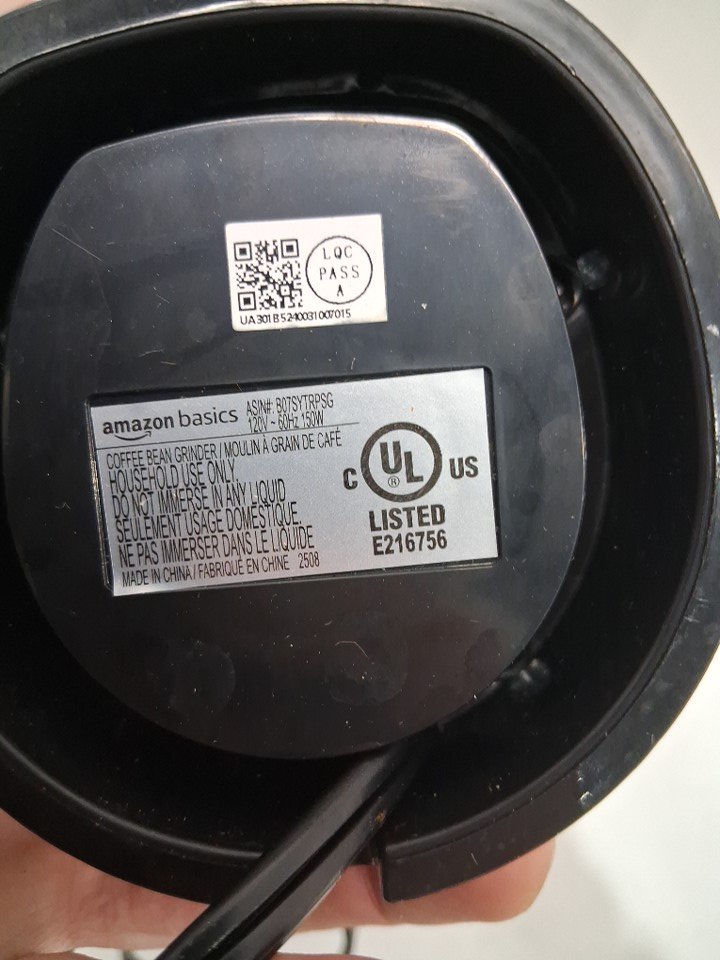 LQC
PASS
A
UA301B5240031007015
amazon basics
ASIN#: B07SYTRPSG
120V ~ 60Hz 150W
COFFEE BEAN GRINDER / MOULIN À GRAIN DE CAFÉ
HOUSEHOLD USE ONLY.
DO NOT IMMERSE IN ANY LIQUID
SEULEMENT USAGE DOMESTIQUE.
NE PAS IMMERSER DANS LE LIQUIDE
MADE IN CHINA / FABRIQUÉ EN CHINE 2508
C UL ® US
LISTED
E216756